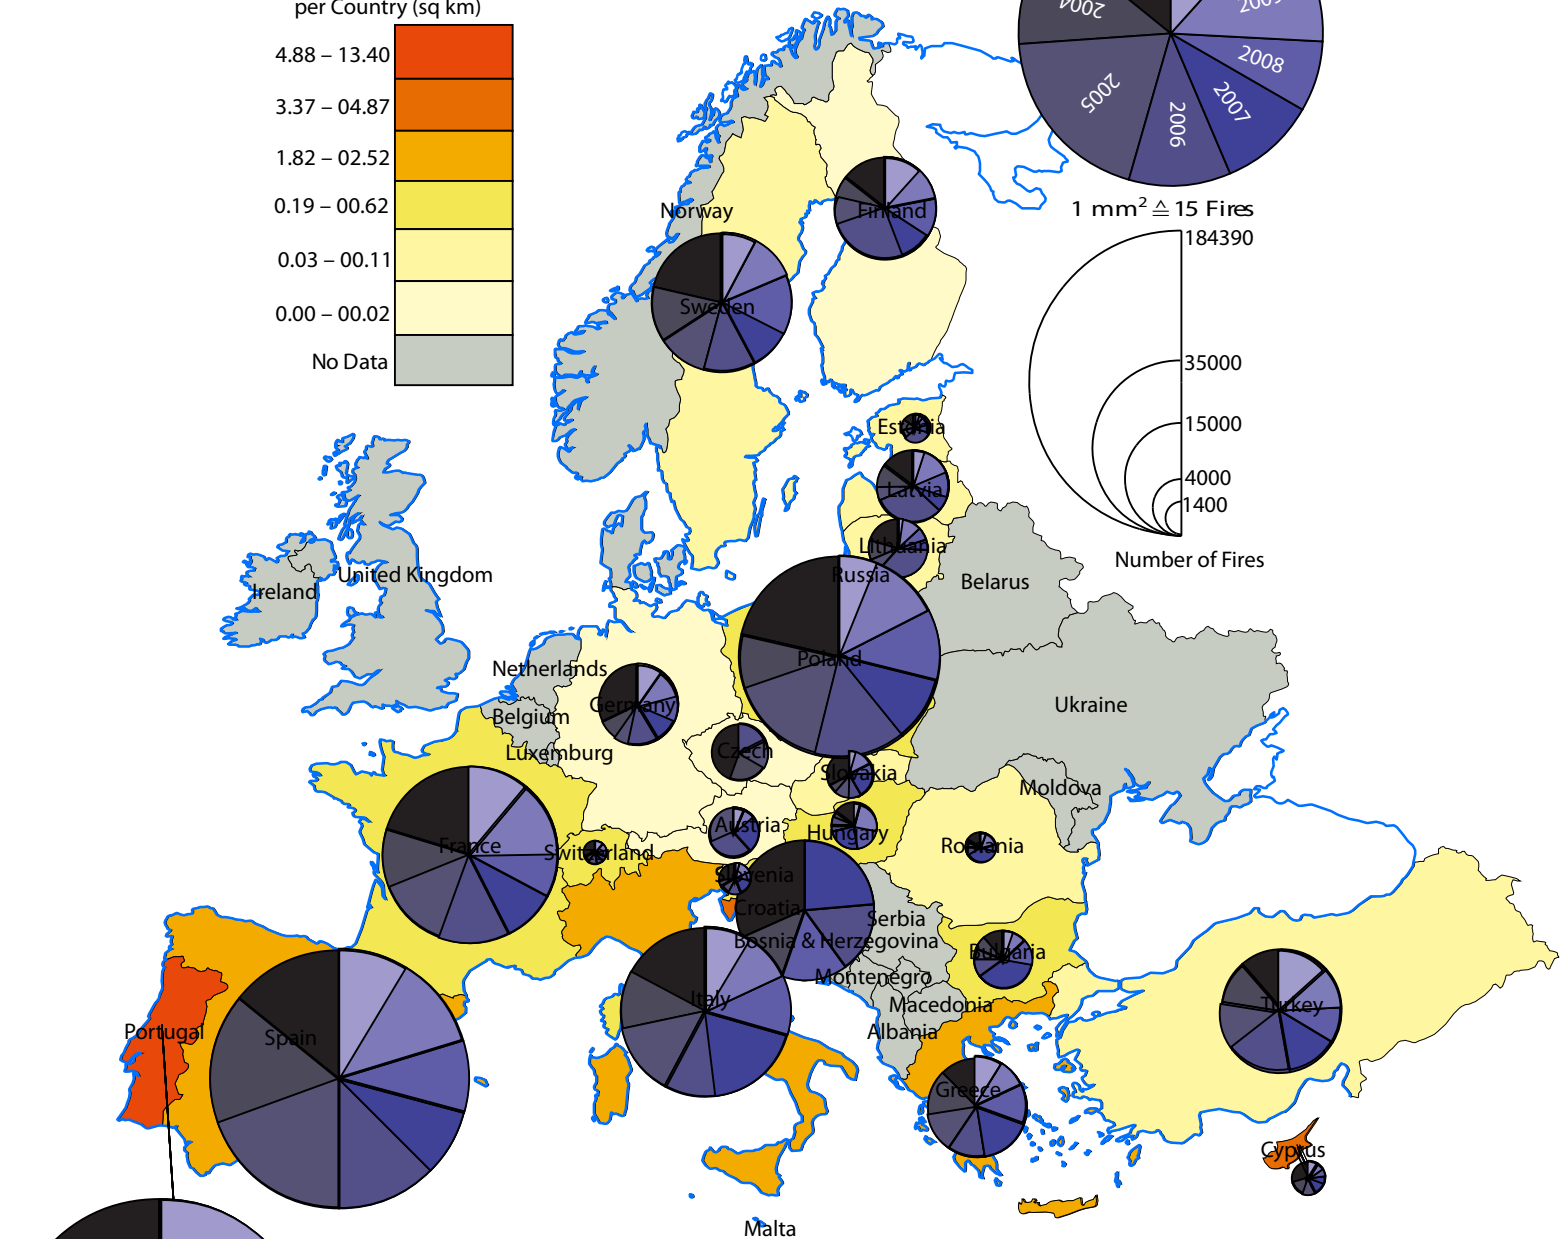 per Country (sq km)
4.88 – 13.40
3.37 – 04.87
1.82 – 02.52
0.19 – 00.62
0.03 – 00.11
0.00 – 00.02
No Data
2004
2009
2008
2007
2006
2005
1 mm² ≙ 15 Fires
184390
35000
15000
4000
1400
Number of Fires
Norway
Finland
Sweden
Estonia
Latvia
Lithuania
Russia
Belarus
Ireland
United Kingdom
Netherlands
Poland
Germany
Belgium
Ukraine
Luxemburg
Czech
Slovakia
Moldova
Austria
Hungary
France
Switzerland
Romania
Slovenia
Croatia
Serbia
Bosnia & Herzegovina
Bulgaria
Montenegro
Italy
Macedonia
Turkey
Portugal
Spain
Albania
Greece
Cyprus
Malta